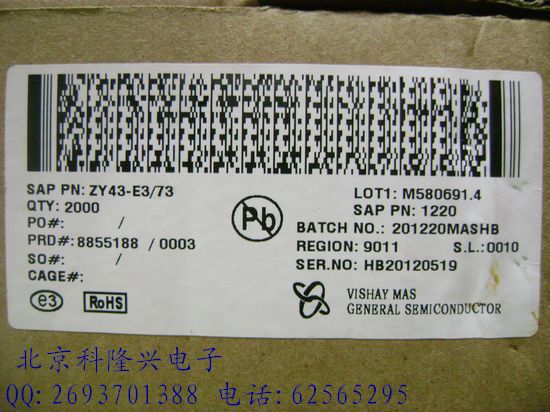 SAP PN: ZY43-E3/73
QTY: 2000
PO#: /
PRD#: 8855188 / 0003
SO#: /
CAGE#:
e3 RoHS
Pb
LOT1: M580691.4
SAP PN: 1220
BATCH NO.: 201220MASHB
REGION: 9011 S.L.: 0010
SER.NO: HB20120519
VISHAY MAS
GENERAL SEMICONDUCTOR
北京科隆兴电子
QQ: 2693701388 电话: 62565295